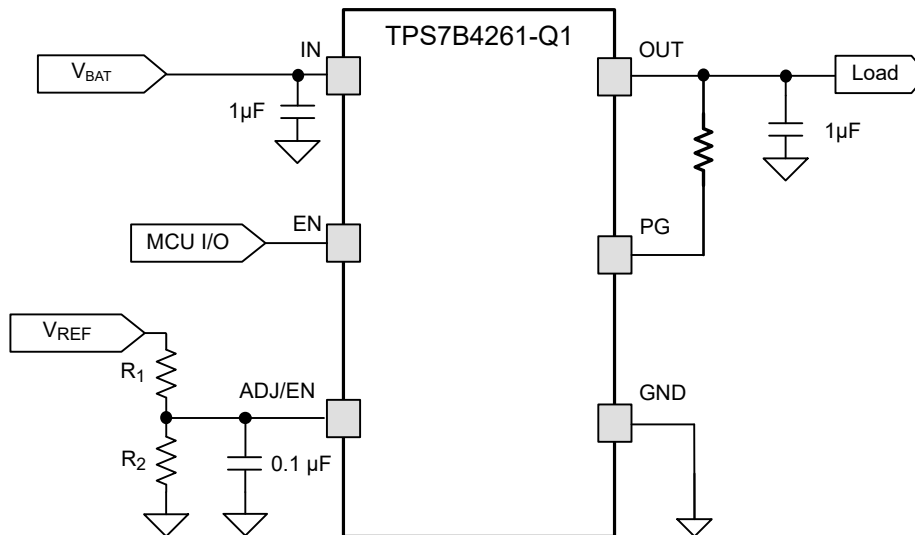 TPS7B4261-Q1
IN
OUT
V_BAT
Load
1µF
1µF
EN
PG
MCU I/O
V_REF
R_1
ADJ/EN
GND
R_2
0.1 µF